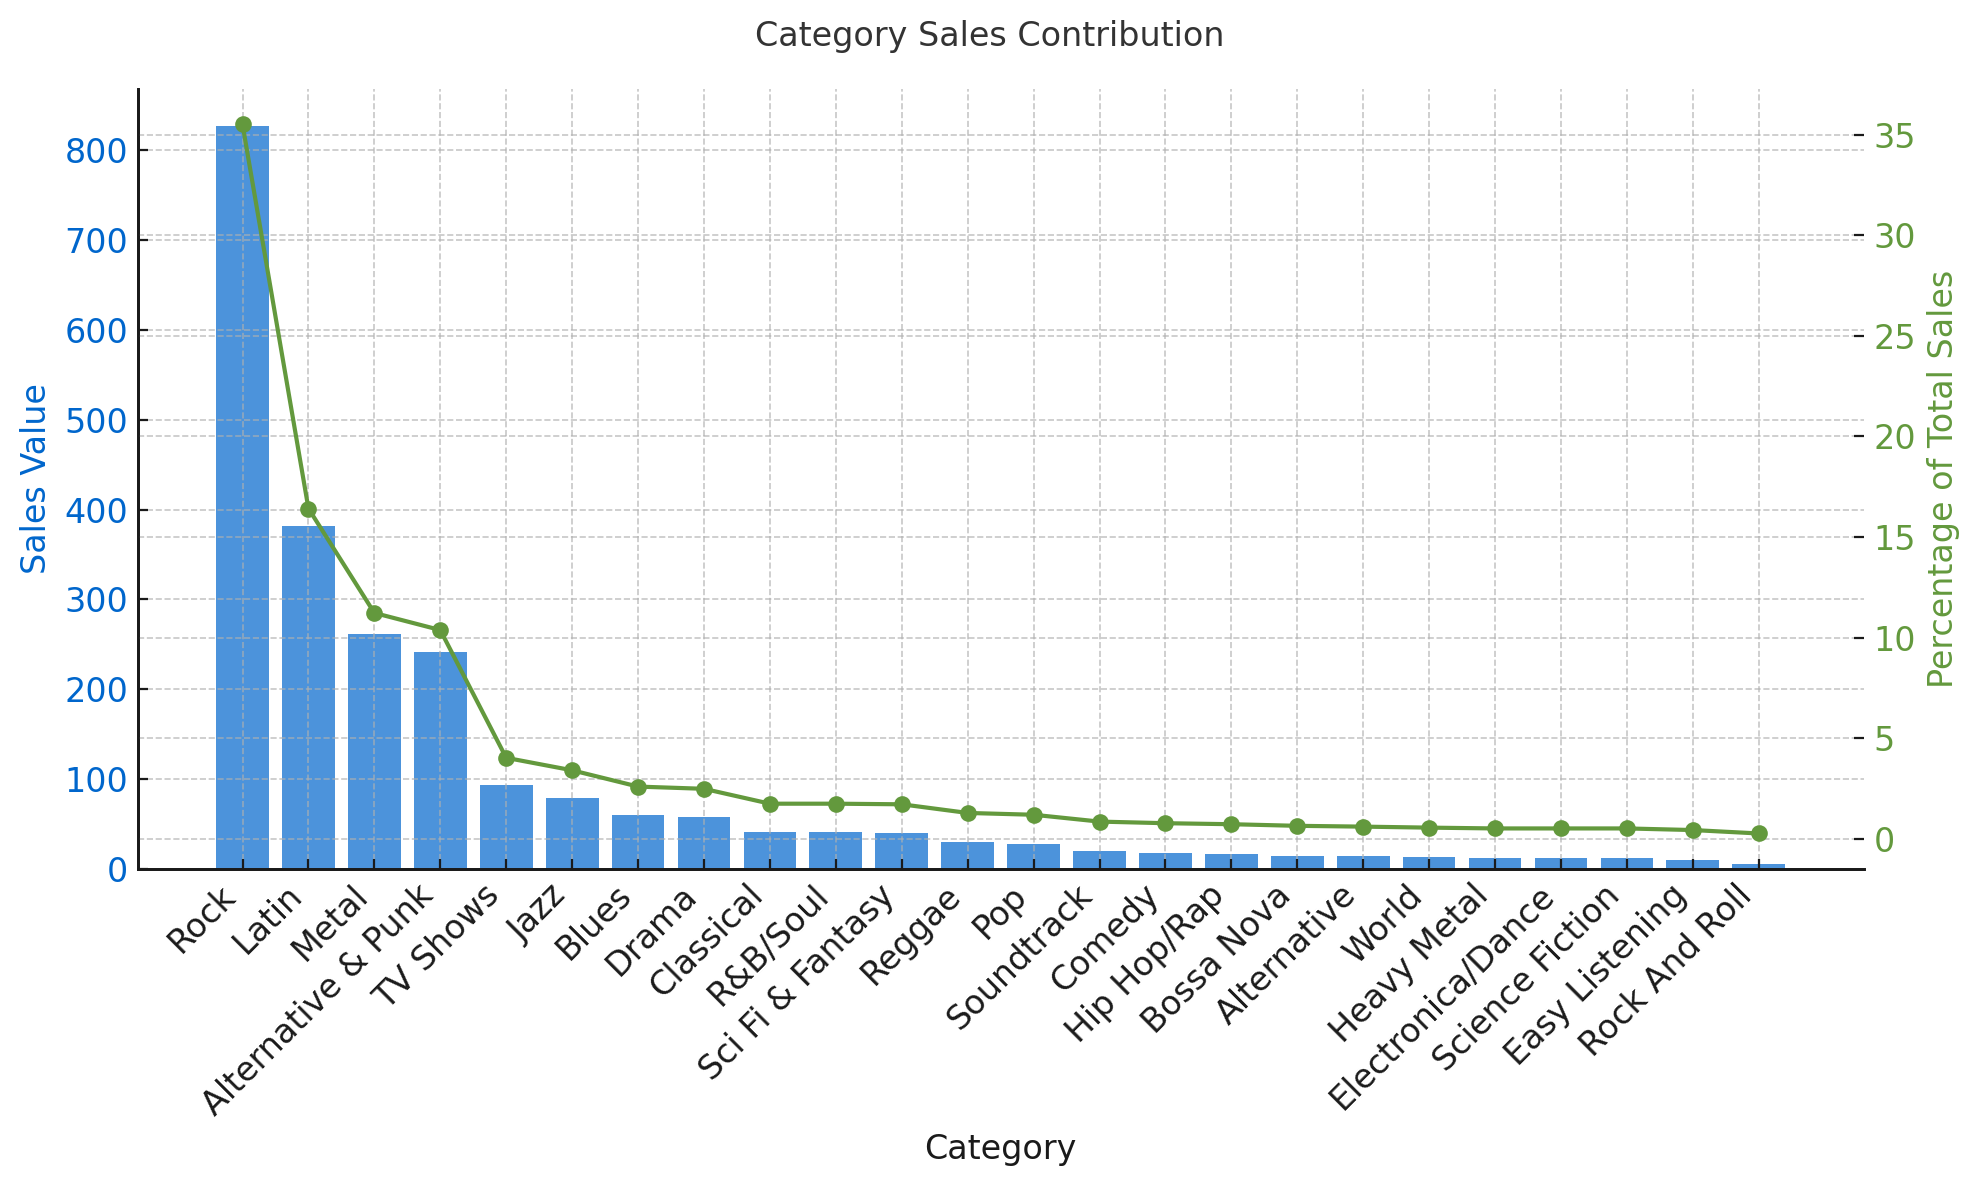 Category Sales Contribution
Sales Value
800
700
600
500
400
300
200
100
0
35
30
25
20
15
10
5
0
Percentage of Total Sales
Rock
Latin
Metal
Alternative & Punk
TV Shows
Jazz
Blues
Drama
Classical
R&B/Soul
Sci Fi & Fantasy
Reggae
Pop
Soundtrack
Comedy
Hip Hop/Rap
Bossa Nova
Alternative
World
Heavy Metal
Electronica/Dance
Science Fiction
Easy Listening
Rock And Roll
Category